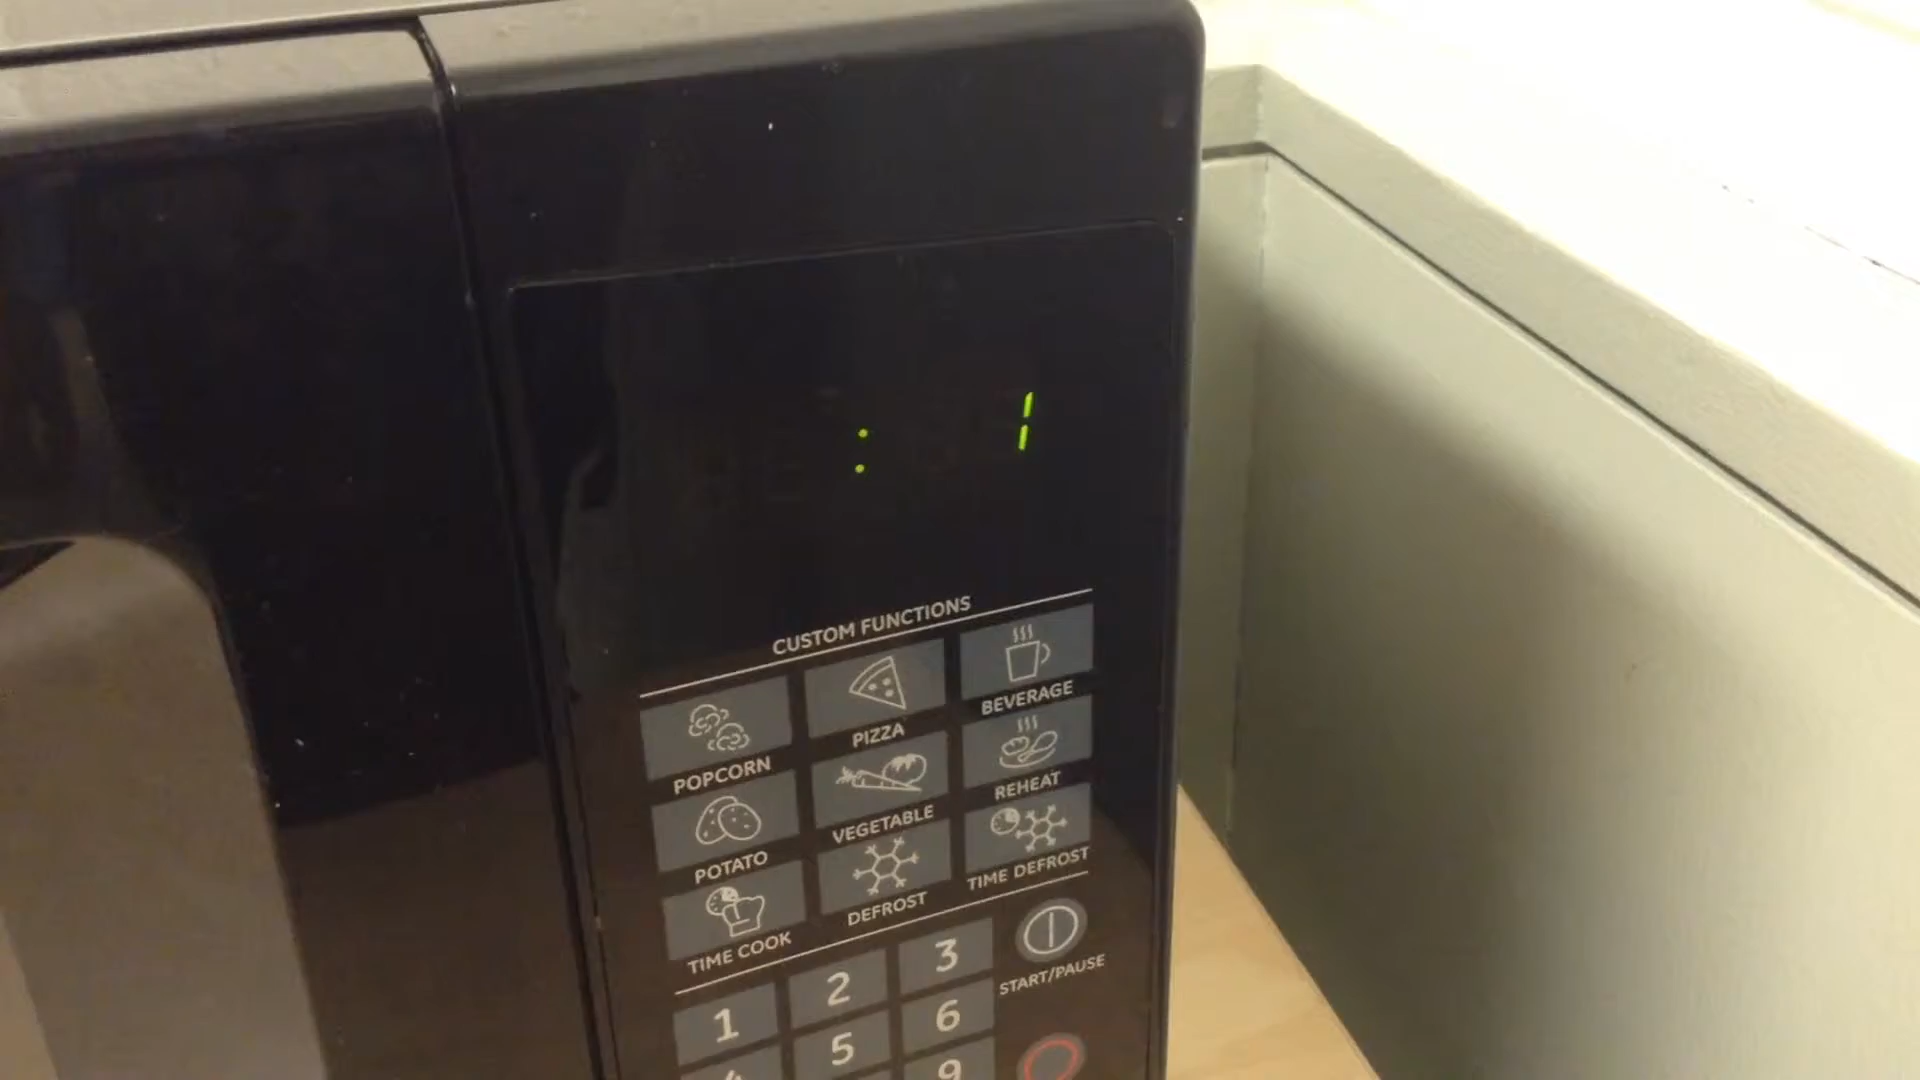 : 1
CUSTOM FUNCTIONS
POPCORN PIZZA BEVERAGE
POTATO VEGETABLE REHEAT
TIME COOK DEFROST TIME DEFROST
1 2 3
START/PAUSE
5 6
9